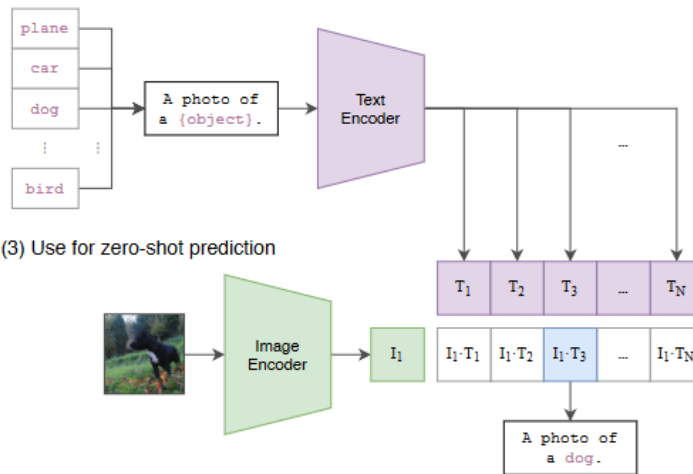 plane
car
dog
⋮ ⋮
bird
A photo of
a {object}.
Text
Encoder
...
(3) Use for zero-shot prediction
T1 T2 T3 ... TN
Image
Encoder
I1
I1·T1 I1·T2 I1·T3 ... I1·TN
A photo of
a dog.